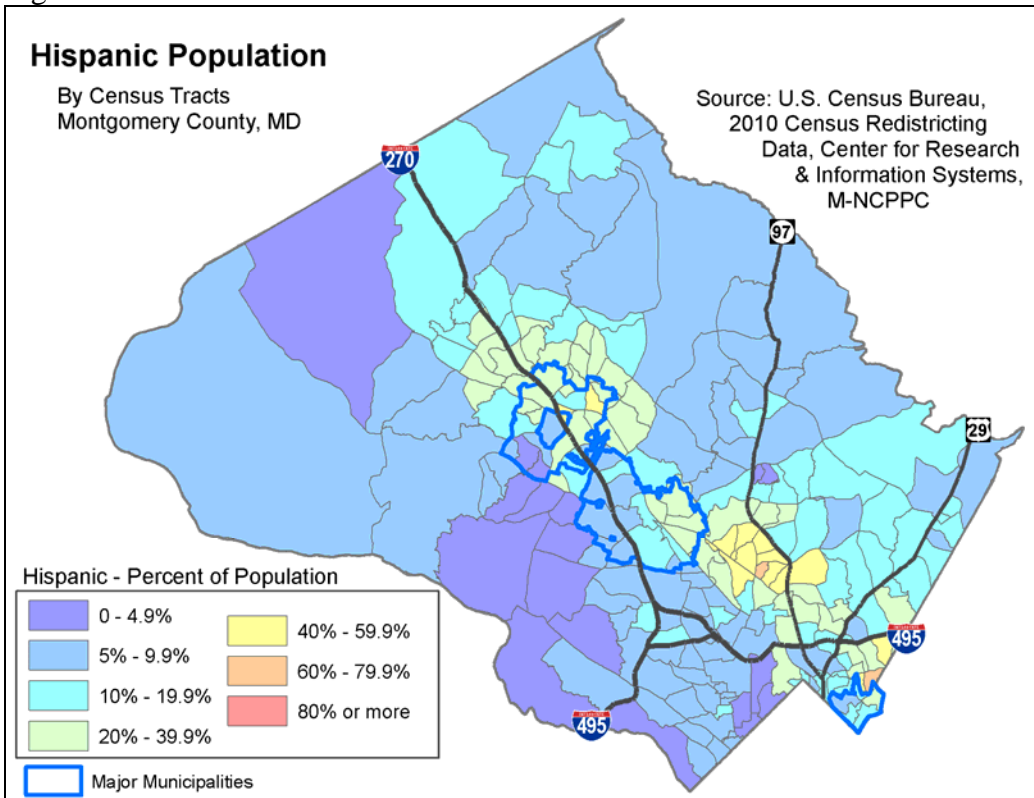 Hispanic Population
By Census Tracts
Montgomery County, MD
Source: U.S. Census Bureau,
2010 Census Redistricting
Data, Center for Research
& Information Systems,
M-NCPPC
270
97
29
495
495
Hispanic - Percent of Population
0 - 4.9%
5% - 9.9%
10% - 19.9%
20% - 39.9%
40% - 59.9%
60% - 79.9%
80% or more
Major Municipalities